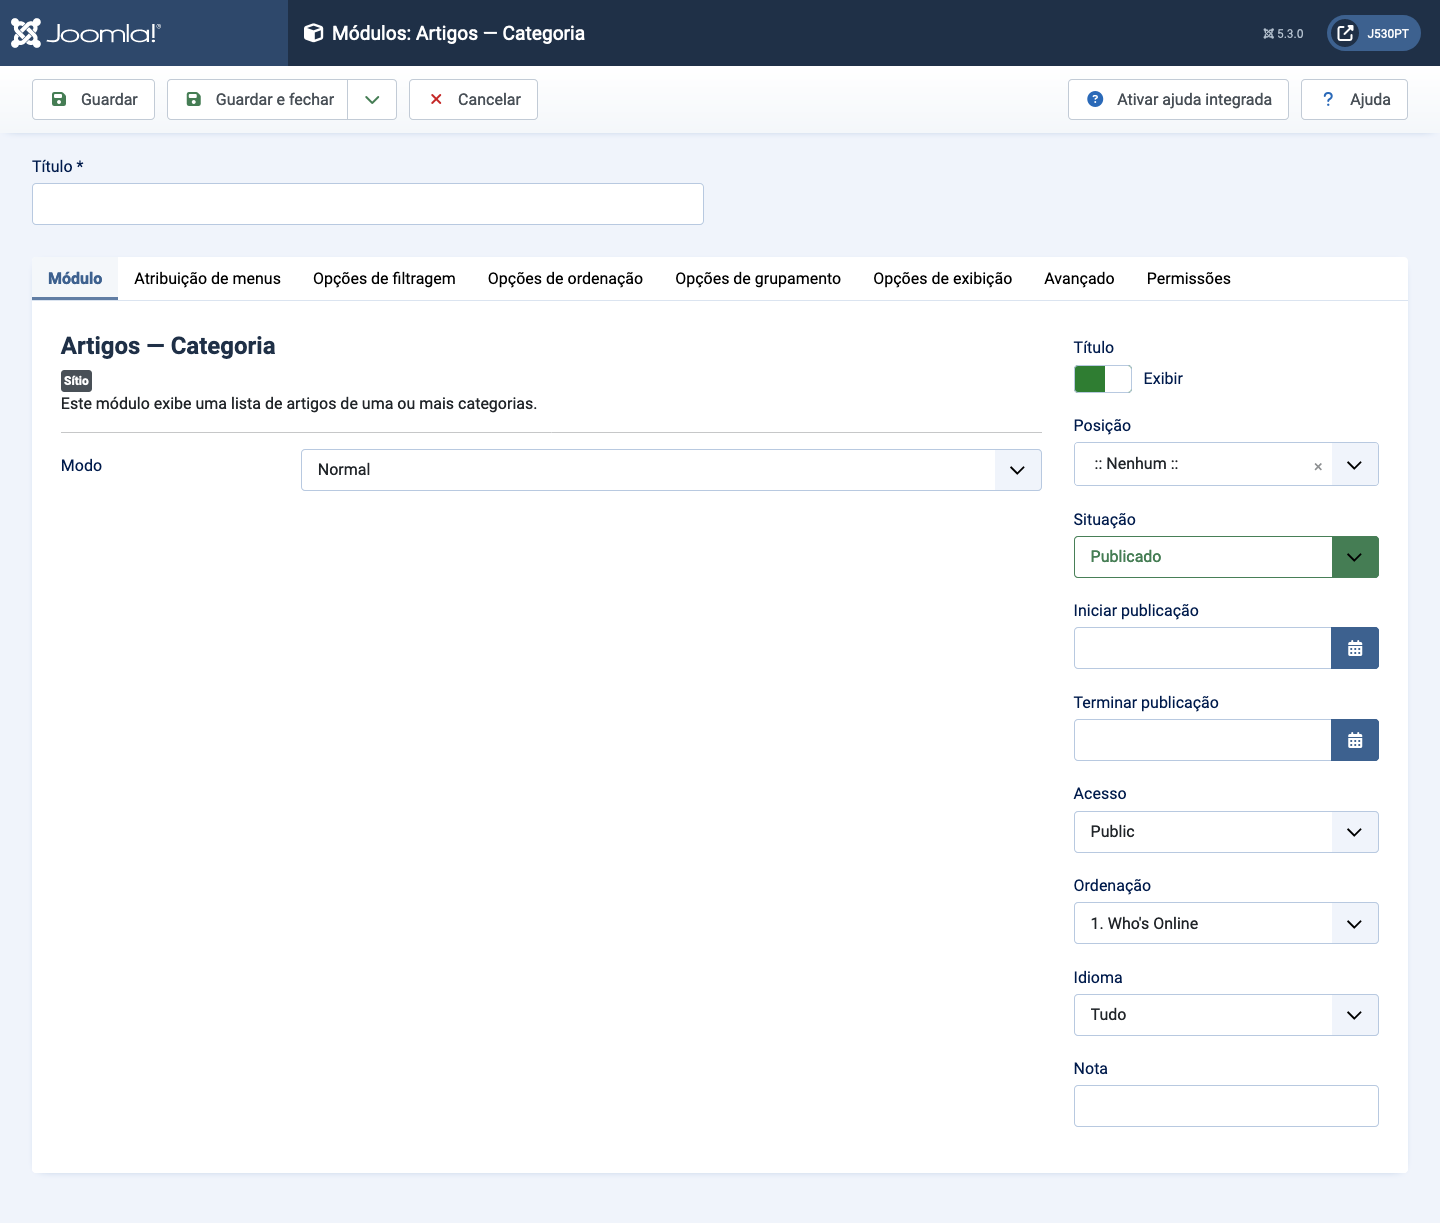 Joomla!®
Módulos: Artigos — Categoria
5.3.0
J530PT
Guardar
Guardar e fechar
Cancelar
Ativar ajuda integrada
? Ajuda
Título *
Módulo
Atribuição de menus
Opções de filtragem
Opções de ordenação
Opções de grupamento
Opções de exibição
Avançado
Permissões
Artigos — Categoria
Sítio
Este módulo exibe uma lista de artigos de uma ou mais categorias.
Modo
Normal
Título
Exibir
Posição
:: Nenhum ::
Situação
Publicado
Iniciar publicação
Terminar publicação
Acesso
Public
Ordenação
1. Who's Online
Idioma
Tudo
Nota